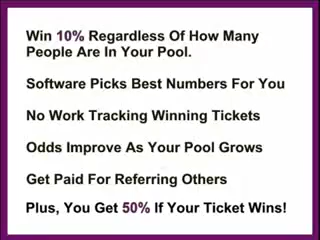 Win 10% Regardless Of How Many
People Are In Your Pool.
Software Picks Best Numbers For You
No Work Tracking Winning Tickets
Odds Improve As Your Pool Grows
Get Paid For Referring Others
Plus, You Get 50% If Your Ticket Wins!